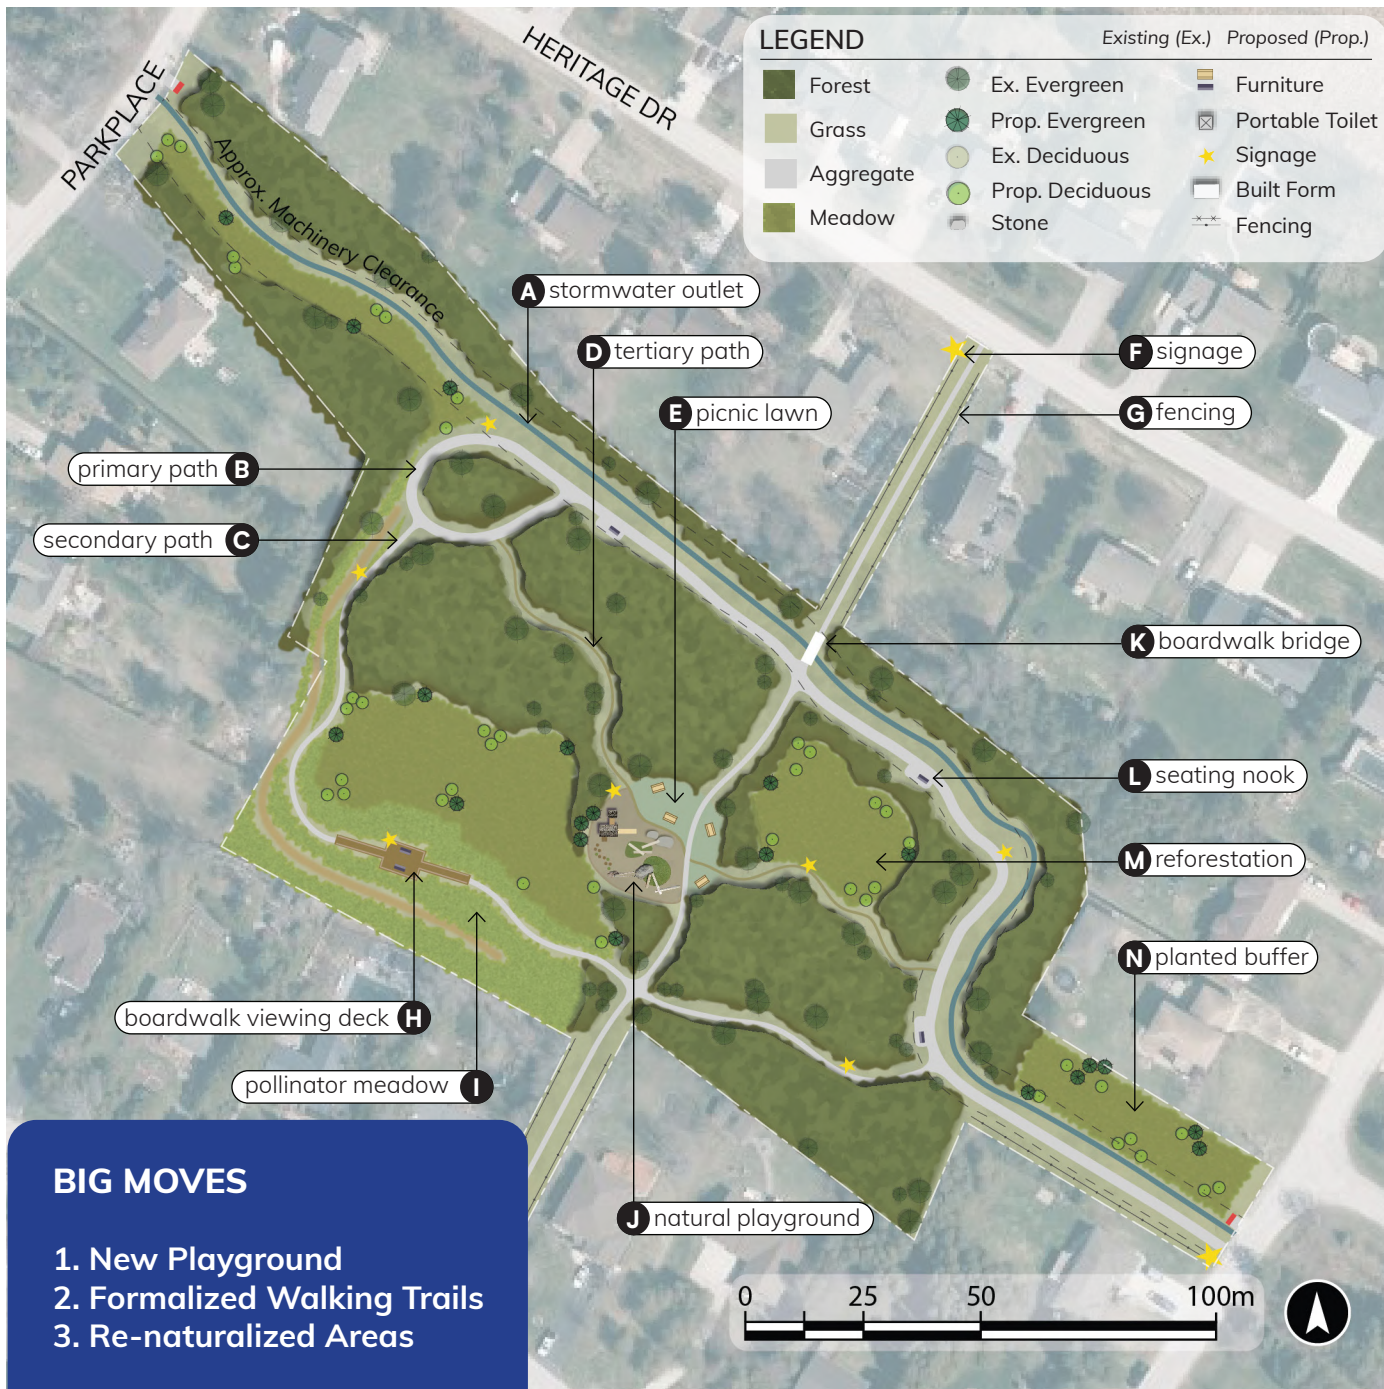 LEGEND
Existing (Ex.) Proposed (Prop.)
Forest
Grass
Aggregate
Meadow
Ex. Evergreen
Prop. Evergreen
Ex. Deciduous
Prop. Deciduous
Stone
Furniture
Portable Toilet
Signage
Built Form
Fencing
HERITAGE DR
PARKPLACE
Approx. Machinery Clearance
A stormwater outlet
D tertiary path
E picnic lawn
F signage
G fencing
primary path B
secondary path C
K boardwalk bridge
L seating nook
M reforestation
N planted buffer
boardwalk viewing deck H
pollinator meadow I
J natural playground
BIG MOVES
1. New Playground
2. Formalized Walking Trails
3. Re-naturalized Areas
0 25 50 100m